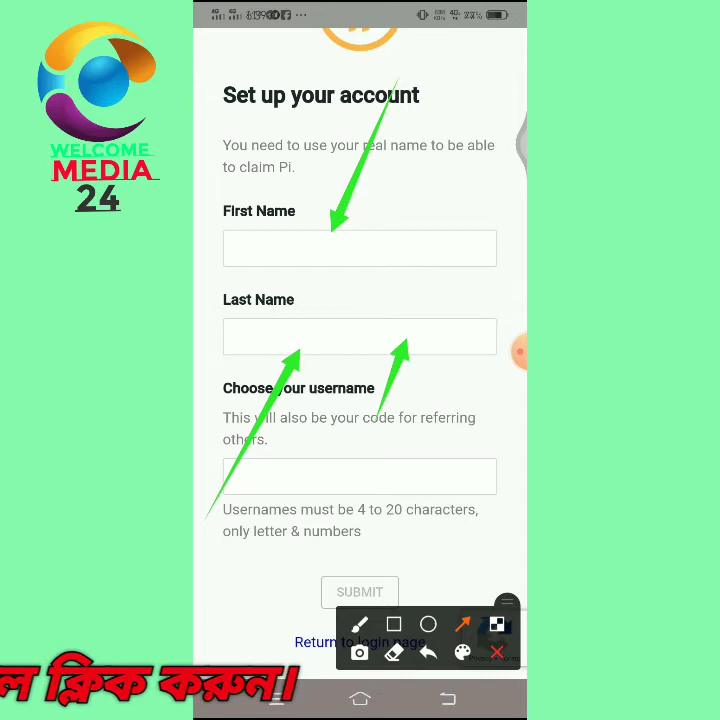 WELCOME
MEDIA
24
Set up your account
You need to use your real name to be able
to claim Pi.
First Name
Last Name
Choose your username
This will also be your code for referring
others.
Usernames must be 4 to 20 characters,
only letter & numbers
SUBMIT
Return to login page
ল ক্লিক করুন।